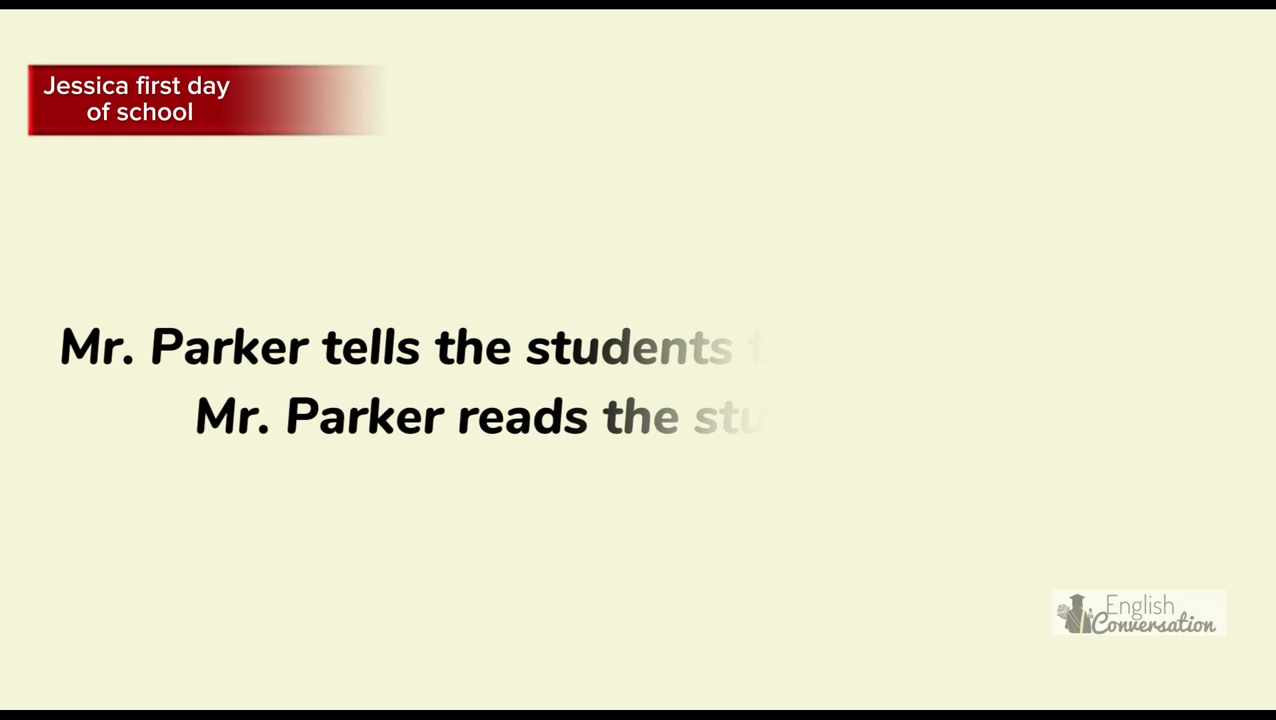 Jessica first day
of school
Mr. Parker tells the students
Mr. Parker reads the
English
Conversation